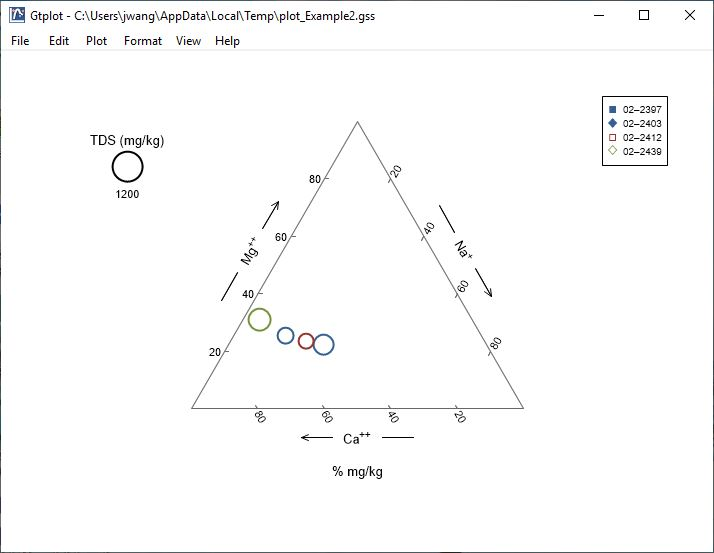 Gtplot - C:\Users\jwang\AppData\Local\Temp\plot_Example2.gss
File Edit Plot Format View Help
02–2397
02–2403
02–2412
02–2439
TDS (mg/kg)
1200
80
60
40
20
Mg++
20
40
60
80
Na+
80
60
40
20
Ca++
% mg/kg